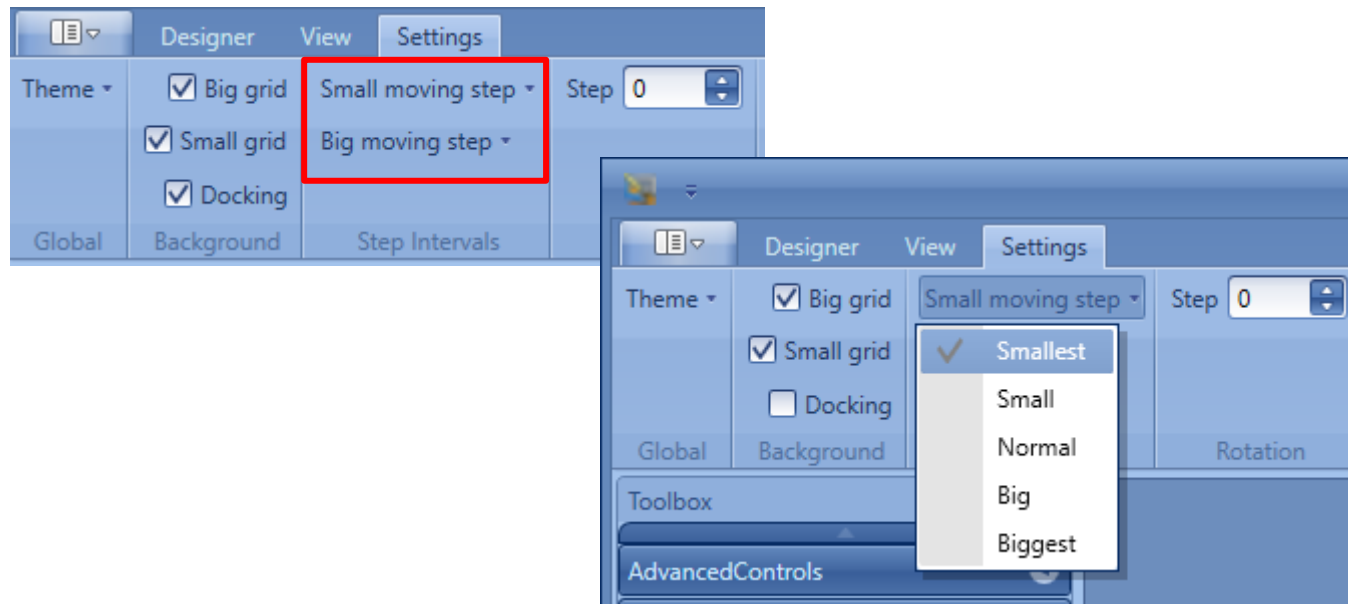 Designer View Settings
Theme Big grid Small moving step Step 0
Small grid Big moving step
Docking
Global Background Step Intervals
Designer View Settings
Theme Big grid Small moving step Step 0
Small grid Smallest
Docking Small
Global Background Normal Rotation
Toolbox Big
AdvancedControls Biggest